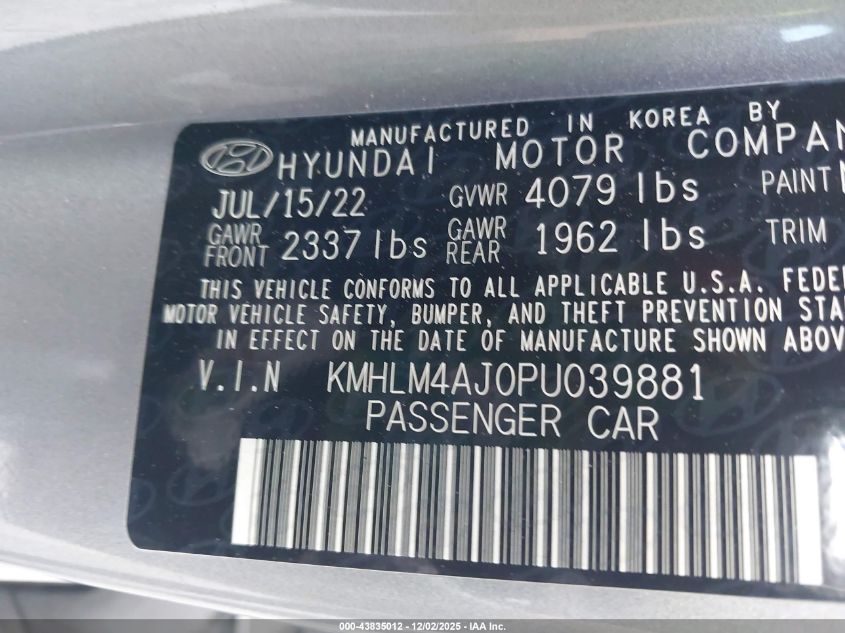 MANUFACTURED IN KOREA BY
HYUNDAI MOTOR COMPAN
JUL/15/22 GVWR 4079 lbs PAINT
GAWR FRONT 2337 lbs GAWR REAR 1962 lbs TRIM
THIS VEHICLE CONFORMS TO ALL APPLICABLE U.S.A. FEDE
MOTOR VEHICLE SAFETY, BUMPER, AND THEFT PREVENTION STA
IN EFFECT ON THE DATE OF MANUFACTURE SHOWN ABOV
V.I.N KMHLM4AJ0PU039881
PASSENGER CAR
000-43835012 - 12/02/2025 - IAA Inc.